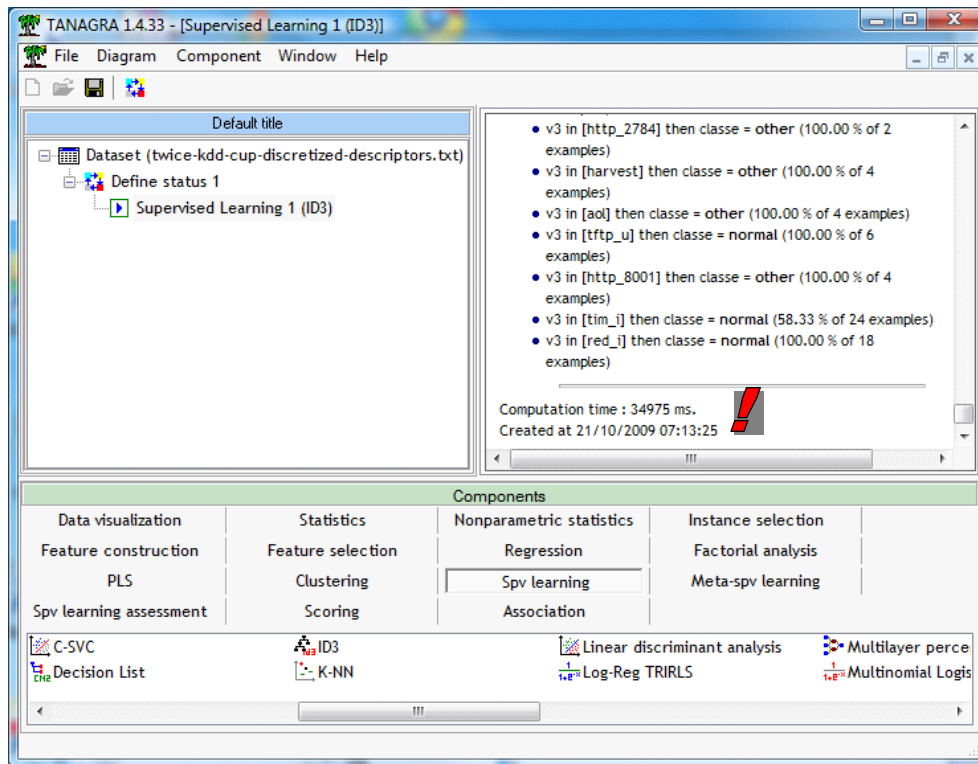 TANAGRA 1.4.33 - [Supervised Learning 1 (ID3)]
File Diagram Component Window Help
Default title
Dataset (twice-kdd-cup-discretized-descriptors.txt)
Define status 1
Supervised Learning 1 (ID3)
v3 in [http_2784] then classe = other (100.00 % of 2
examples)
v3 in [harvest] then classe = other (100.00 % of 4
examples)
v3 in [aol] then classe = other (100.00 % of 4 examples)
v3 in [tftp_u] then classe = normal (100.00 % of 6
examples)
v3 in [http_8001] then classe = other (100.00 % of 4
examples)
v3 in [tim_i] then classe = normal (58.33 % of 24 examples)
v3 in [red_i] then classe = normal (100.00 % of 18
examples)
Computation time : 34975 ms.
Created at 21/10/2009 07:13:25
!
Components
Data visualization Statistics Nonparametric statistics Instance selection
Feature construction Feature selection Regression Factorial analysis
PLS Clustering Spv learning Meta-spv learning
Spv learning assessment Scoring Association
C-SVC ID3 Linear discriminant analysis Multilayer perce
Decision List K-NN Log-Reg TRIRLS Multinomial Logis